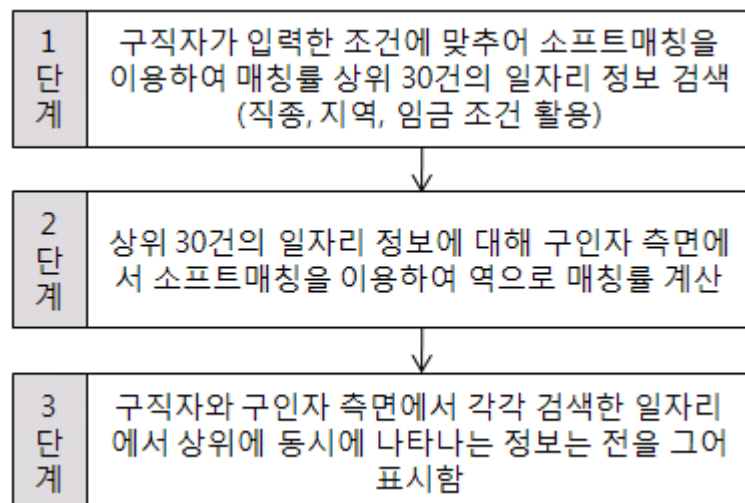 1
단
계
구직자가 입력한 조건에 맞추어 소프트매칭을
이용하여 매칭률 상위 30건의 일자리 정보 검색
(직종, 지역, 임금 조건 활용)
2
단
계
상위 30건의 일자리 정보에 대해 구인자 측면에
서 소프트매칭을 이용하여 역으로 매칭률 계산
3
단
계
구직자와 구인자 측면에서 각각 검색한 일자리
에서 상위에 동시에 나타나는 정보는 전을 그어
표시함